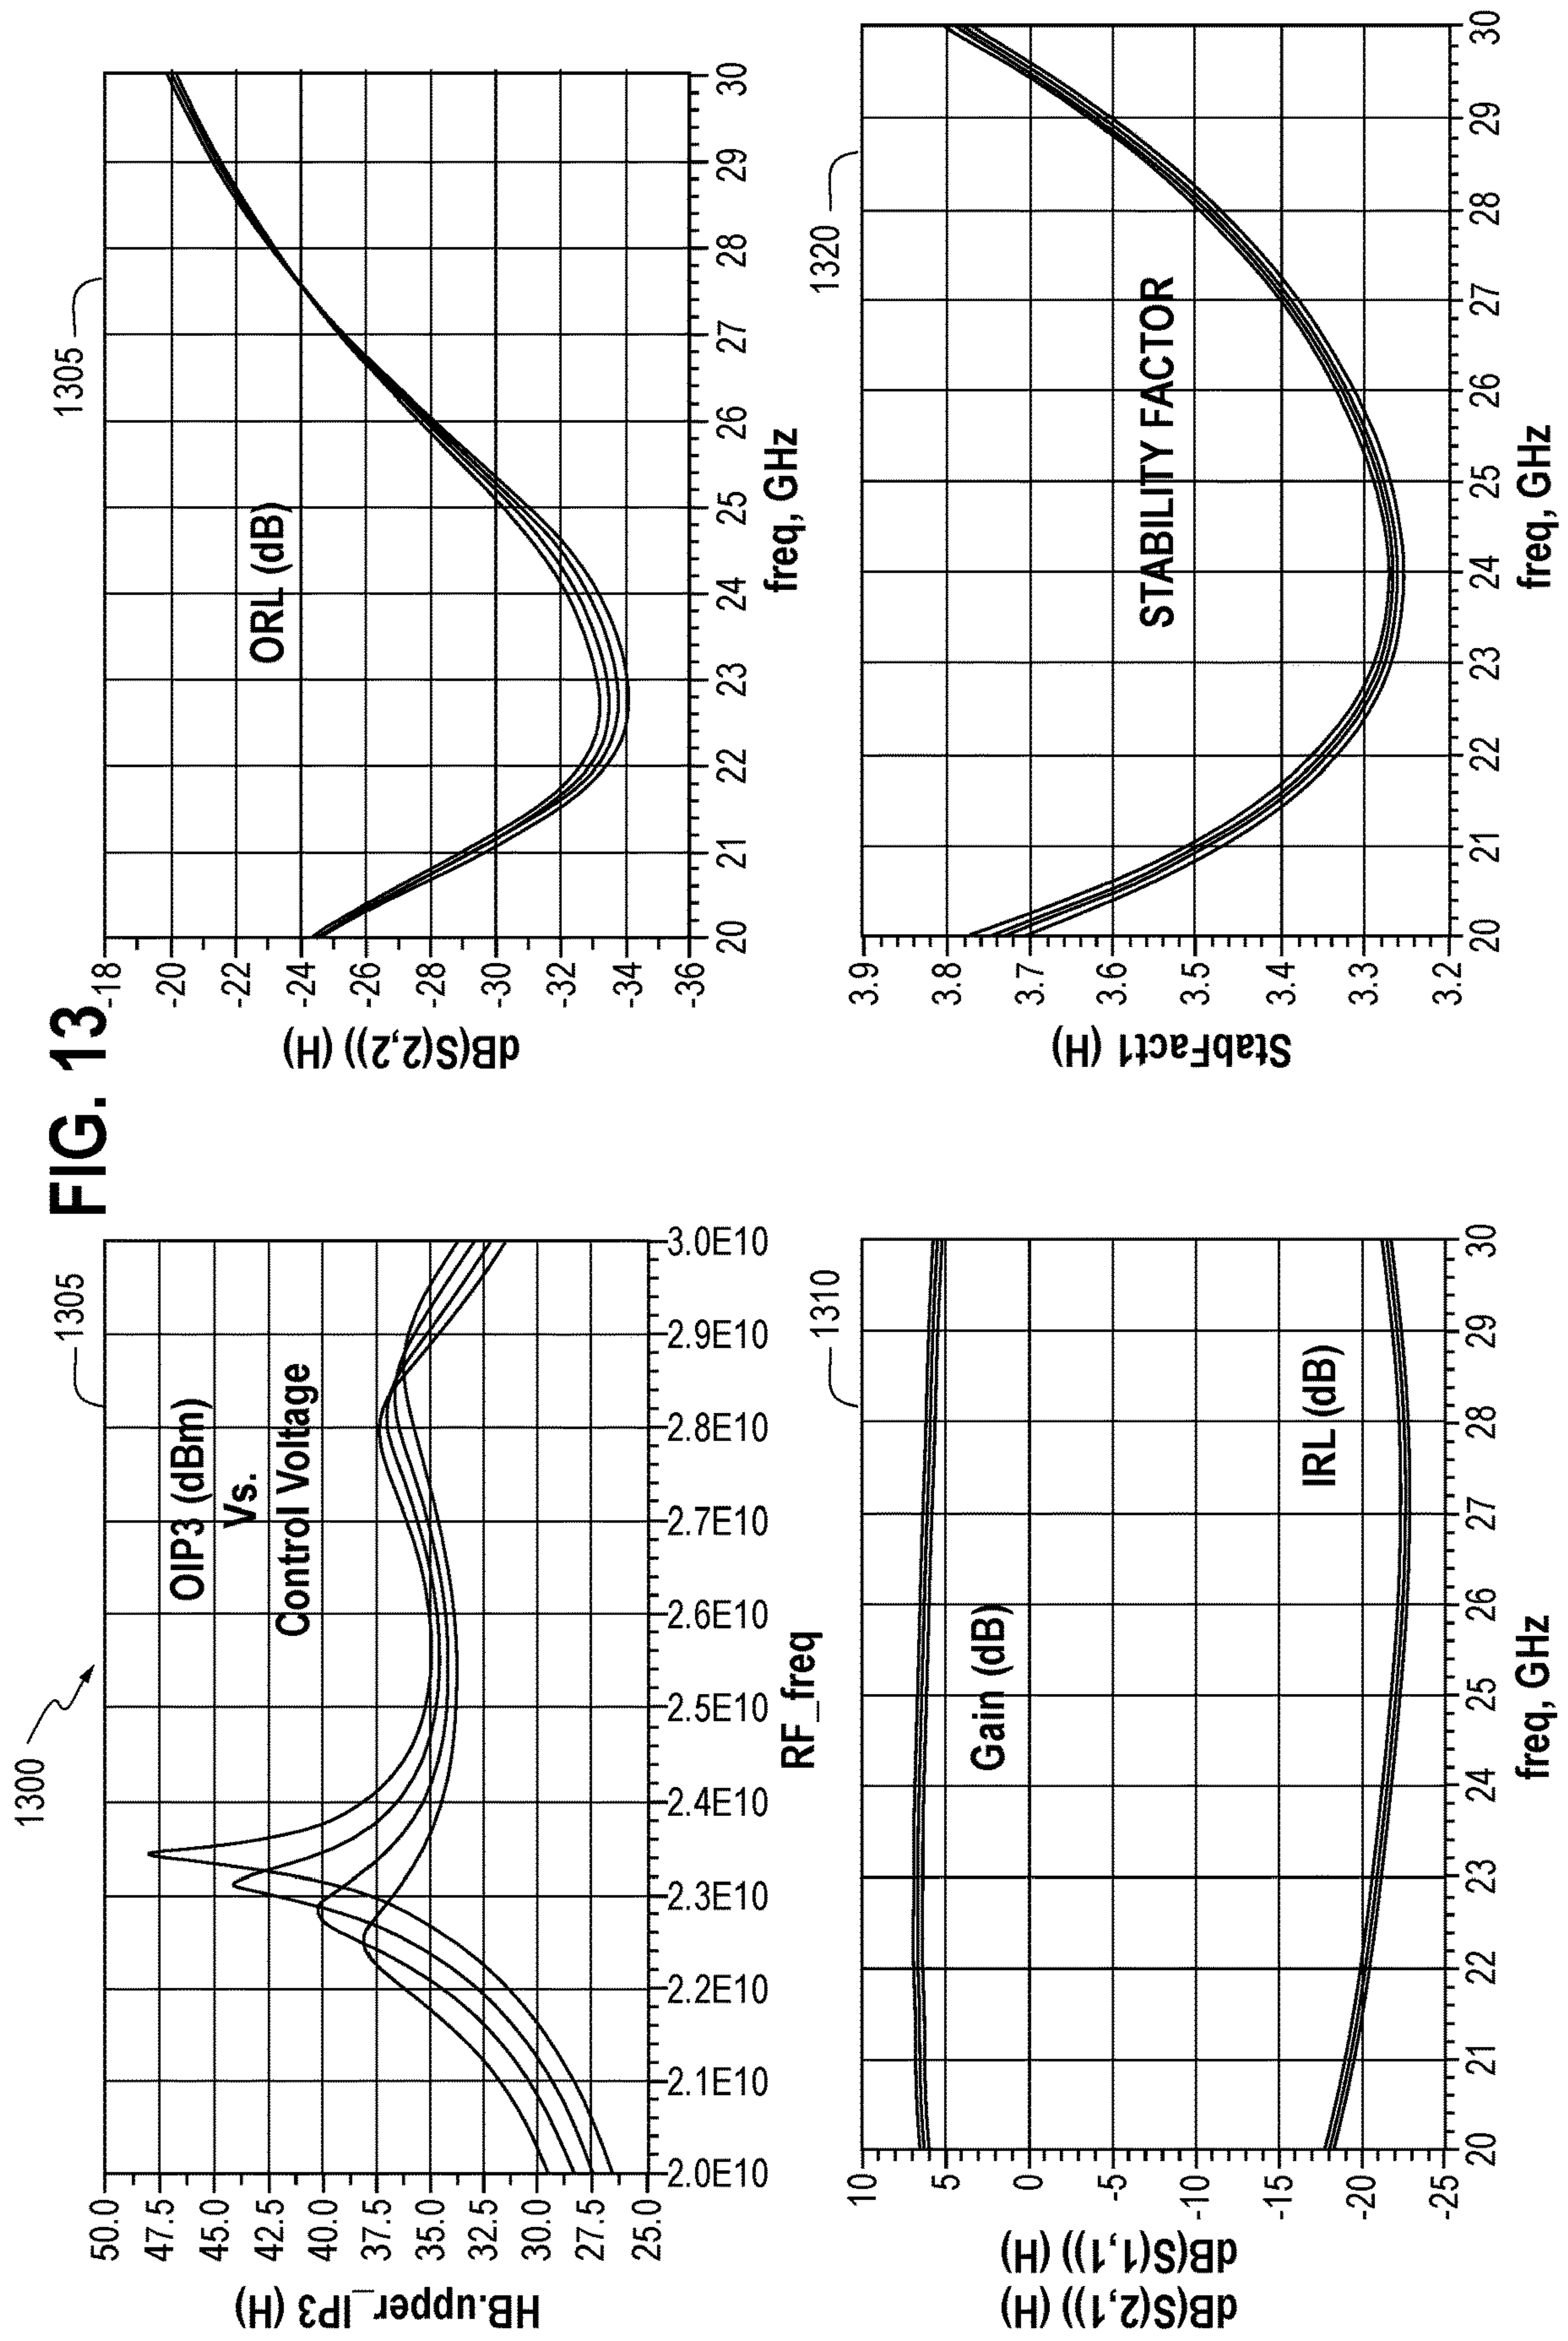 FIG. 13
1300
1305
OIP3 (dBm)
Vs.
Control Voltage
HB.upper_IP3 (H)
50.0
47.5
45.0
42.5
40.0
37.5
35.0
32.5
30.0
27.5
25.0
2.0E10
2.1E10
2.2E10
2.3E10
2.4E10
2.5E10
2.6E10
2.7E10
2.8E10
2.9E10
3.0E10
RF_freq
1305
ORL (dB)
dB(S(2,2)) (H)
-18
-20
-22
-24
-26
-28
-30
-32
-34
-36
20
21
22
23
24
25
26
27
28
29
30
freq, GHz
1310
Gain (dB)
IRL (dB)
dB(S(2,1)) (H)
dB(S(1,1)) (H)
10
5
0
-5
-10
-15
-20
-25
20
21
22
23
24
25
26
27
28
29
30
freq, GHz
1320
STABILITY FACTOR
StabFact1 (H)
3.9
3.8
3.7
3.6
3.5
3.4
3.3
3.2
20
21
22
23
24
25
26
27
28
29
30
freq, GHz